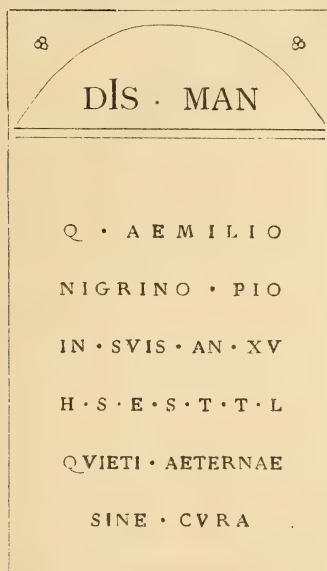 DIS · MAN
Q · AEMILIO
NIGRINO · PIO
IN · SVIS · AN · XV
H · S · E · S · T · T · L
QVIETI · AETERNAE
SINE · CVRA